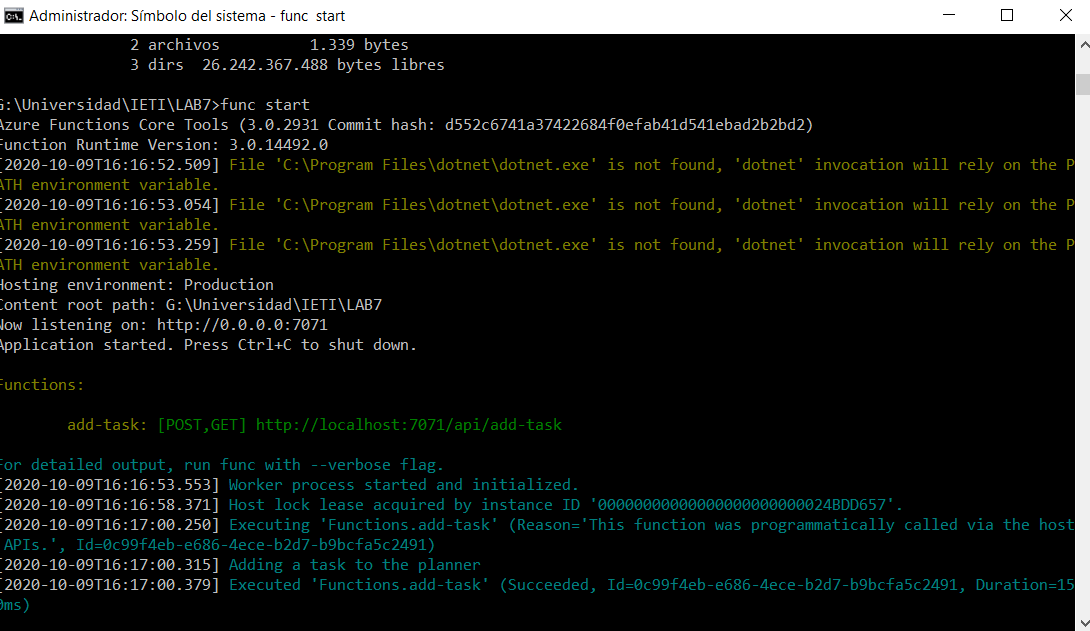 Administrador: Símbolo del sistema - func start
2 archivos 1.339 bytes
3 dirs 26.242.367.488 bytes libres
G:\Universidad\IETI\LAB7>func start
Azure Functions Core Tools (3.0.2931 Commit hash: d552c6741a37422684f0efab41d541ebad2b2bd2)
Function Runtime Version: 3.0.14492.0
[2020-10-09T16:16:52.509] File 'C:\Program Files\dotnet\dotnet.exe' is not found, 'dotnet' invocation will rely on the P
ATH environment variable.
[2020-10-09T16:16:53.054] File 'C:\Program Files\dotnet\dotnet.exe' is not found, 'dotnet' invocation will rely on the P
ATH environment variable.
[2020-10-09T16:16:53.259] File 'C:\Program Files\dotnet\dotnet.exe' is not found, 'dotnet' invocation will rely on the P
ATH environment variable.
Hosting environment: Production
Content root path: G:\Universidad\IETI\LAB7
Now listening on: http://0.0.0.0:7071
Application started. Press Ctrl+C to shut down.
Functions:
add-task: [POST,GET] http://localhost:7071/api/add-task
For detailed output, run func with --verbose flag.
[2020-10-09T16:16:53.553] Worker process started and initialized.
[2020-10-09T16:16:58.371] Host lock lease acquired by instance ID '00000000000000000000000024BDD657'.
[2020-10-09T16:17:00.250] Executing 'Functions.add-task' (Reason='This function was programmatically called via the host
APIs.', Id=0c99f4eb-e686-4ece-b2d7-b9bcfa5c2491)
[2020-10-09T16:17:00.315] Adding a task to the planner
[2020-10-09T16:17:00.379] Executed 'Functions.add-task' (Succeeded, Id=0c99f4eb-e686-4ece-b2d7-b9bcfa5c2491, Duration=15
0ms)